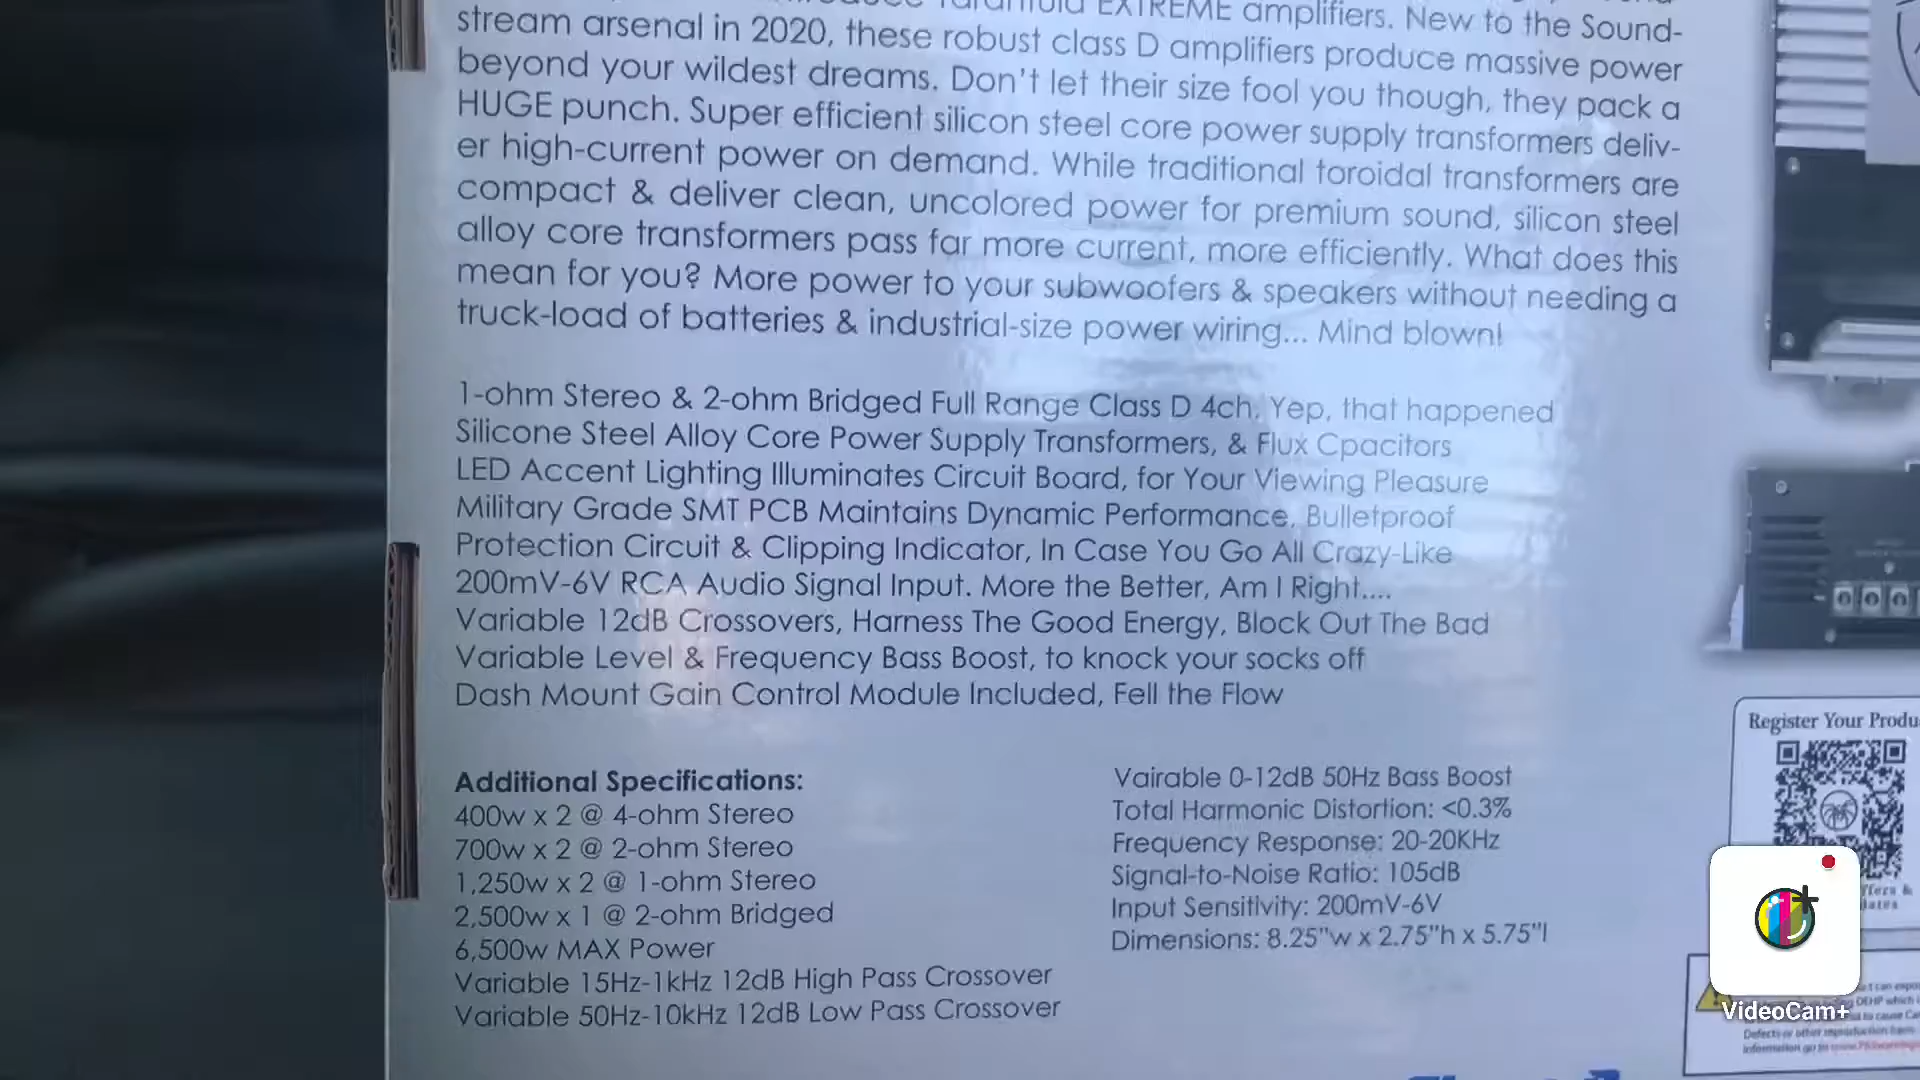 EXTREME amplifiers. New to the Sound-
stream arsenal in 2020, these robust class D amplifiers produce massive power
beyond your wildest dreams. Don't let their size fool you though, they pack a
HUGE punch. Super efficient silicon steel core power supply transformers deliv-
er high-current power on demand. While traditional toroidal transformers are
compact & deliver clean, uncolored power for premium sound, silicon steel
alloy core transformers pass far more current, more efficiently. What does this
mean for you? More power to your subwoofers & speakers without needing a
truck-load of batteries & industrial-size power wiring... Mind blown!
1-ohm Stereo & 2-ohm Bridged Full Range Class D 4ch. Yep, that happened
Silicone Steel Alloy Core Power Supply Transformers, & Flux Cpacitors
LED Accent Lighting Illuminates Circuit Board, for Your Viewing Pleasure
Military Grade SMT PCB Maintains Dynamic Performance, Bulletproof
Protection Circuit & Clipping Indicator, In Case You Go All Crazy-Like
200mV-6V RCA Audio Signal Input. More the Better, Am I Right....
Variable 12dB Crossovers, Harness The Good Energy, Block Out The Bad
Variable Level & Frequency Bass Boost, to knock your socks off
Dash Mount Gain Control Module Included, Fell the Flow
Additional Specifications:
400w x 2 @ 4-ohm Stereo
700w x 2 @ 2-ohm Stereo
1,250w x 2 @ 1-ohm Stereo
2,500w x 1 @ 2-ohm Bridged
6,500w MAX Power
Variable 15Hz-1kHz 12dB High Pass Crossover
Variable 50Hz-10kHz 12dB Low Pass Crossover
Vairable 0-12dB 50Hz Bass Boost
Total Harmonic Distortion: <0.3%
Frequency Response: 20-20KHz
Signal-to-Noise Ratio: 105dB
Input Sensitivity: 200mV-6V
Dimensions: 8.25"w x 2.75"h x 5.75"l
Register Your Produ
VideoCam+